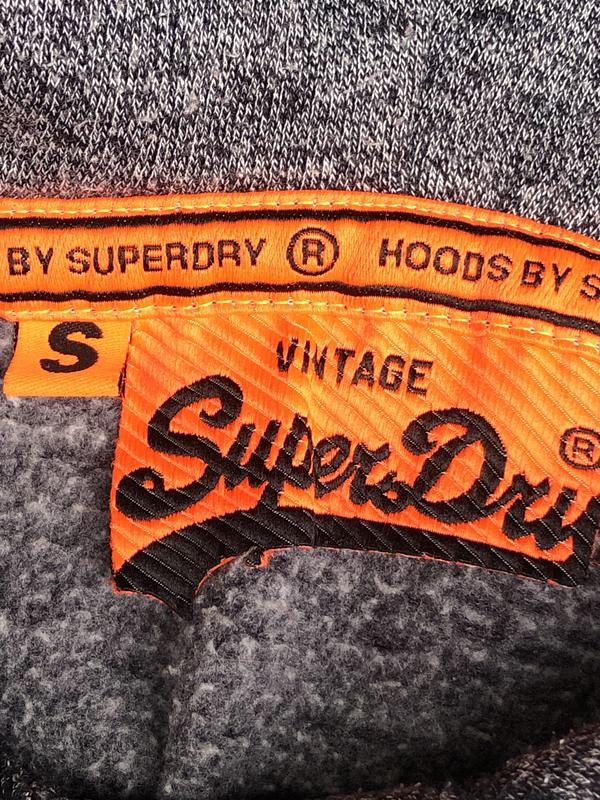 BY SUPERDRY ® HOODS BY S
S
VINTAGE
SuperDry ®